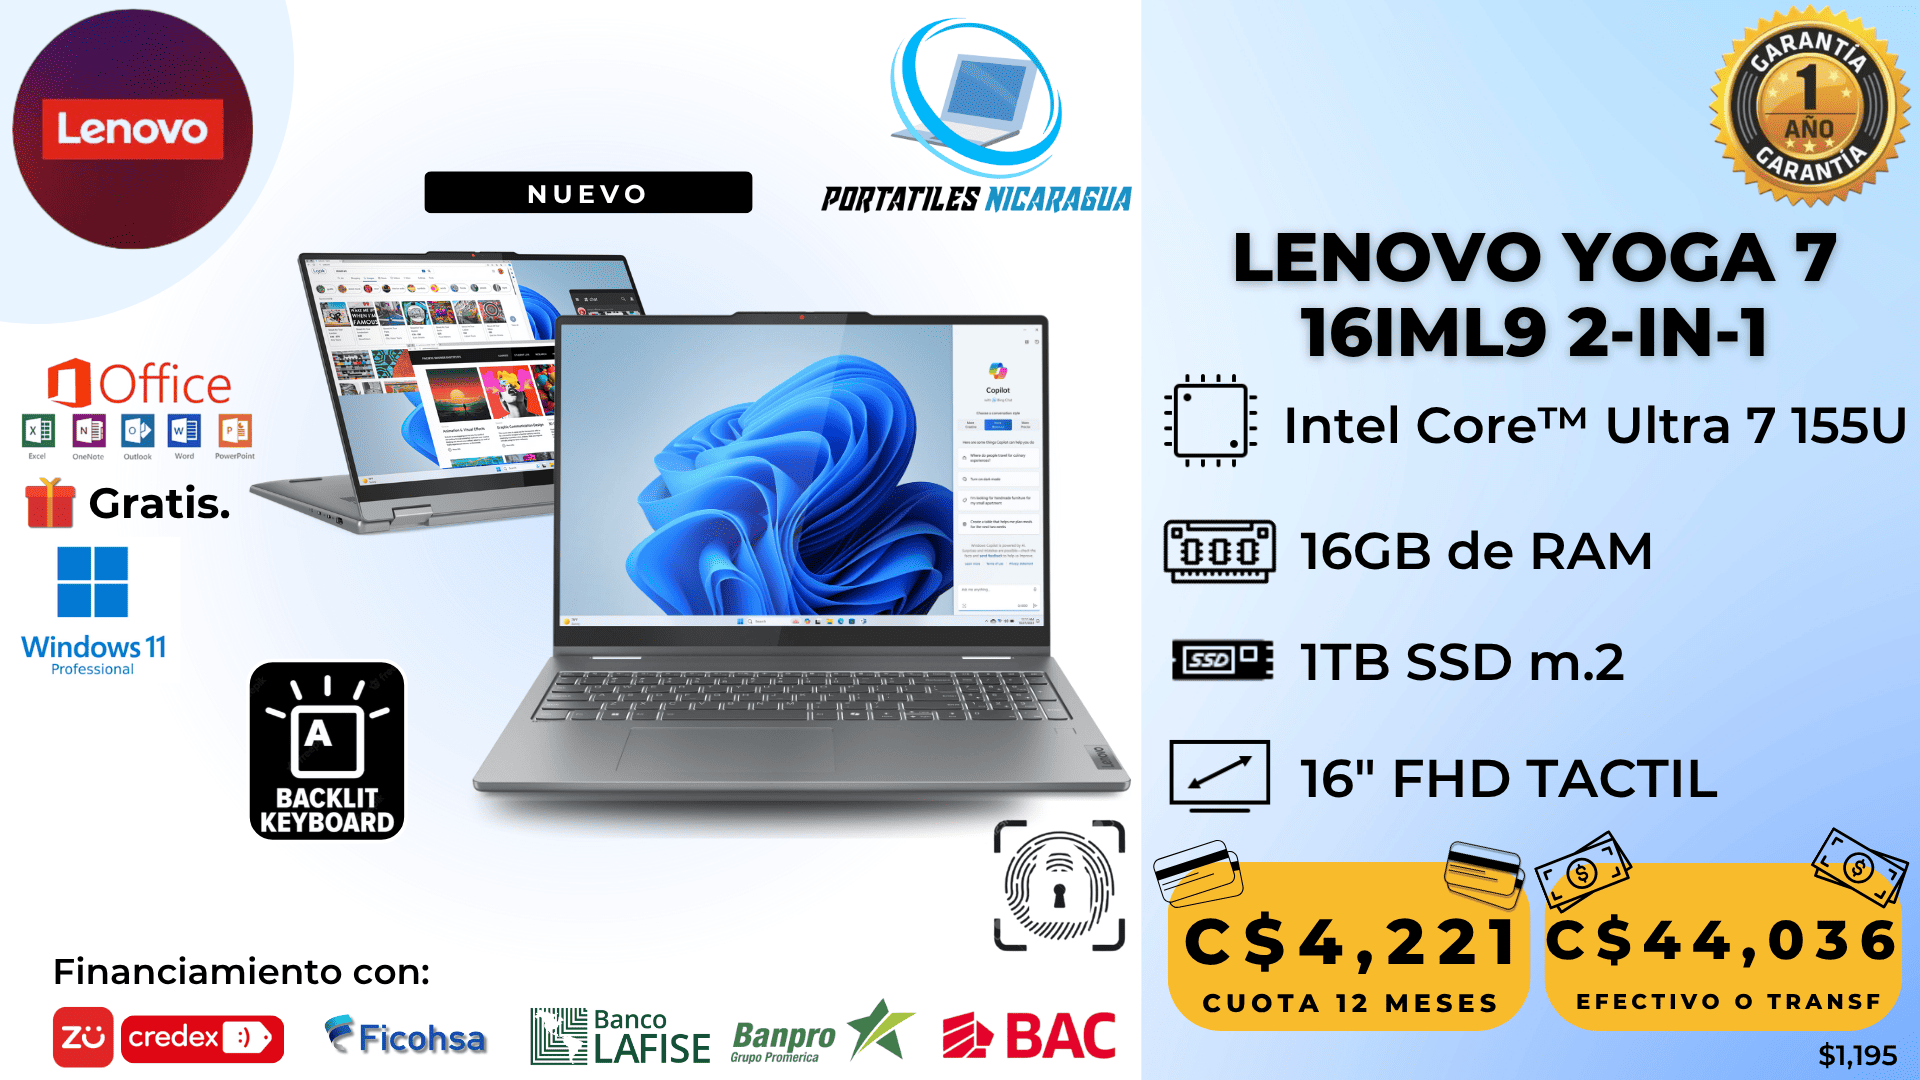 Lenovo
NUEVO
PORTATILES NICARAGUA
Office
Excel OneNote Outlook Word PowerPoint
Gratis.
Windows 11
Professional
A
BACKLIT
KEYBOARD
Copilot
LENOVO
Financiamiento con:
ZÜ credex :)
Ficohsa
Banco
LAFISE
Banpro
Grupo Promerica
BAC
GARANTÍA
1
AÑO
GARANTÍA
LENOVO YOGA 7
16IML9 2-IN-1
Intel Core™ Ultra 7 155U
16GB de RAM
SSD
1TB SSD m.2
16" FHD TACTIL
C$4,221
CUOTA 12 MESES
C$44,036
EFECTIVO O TRANSF
$1,195